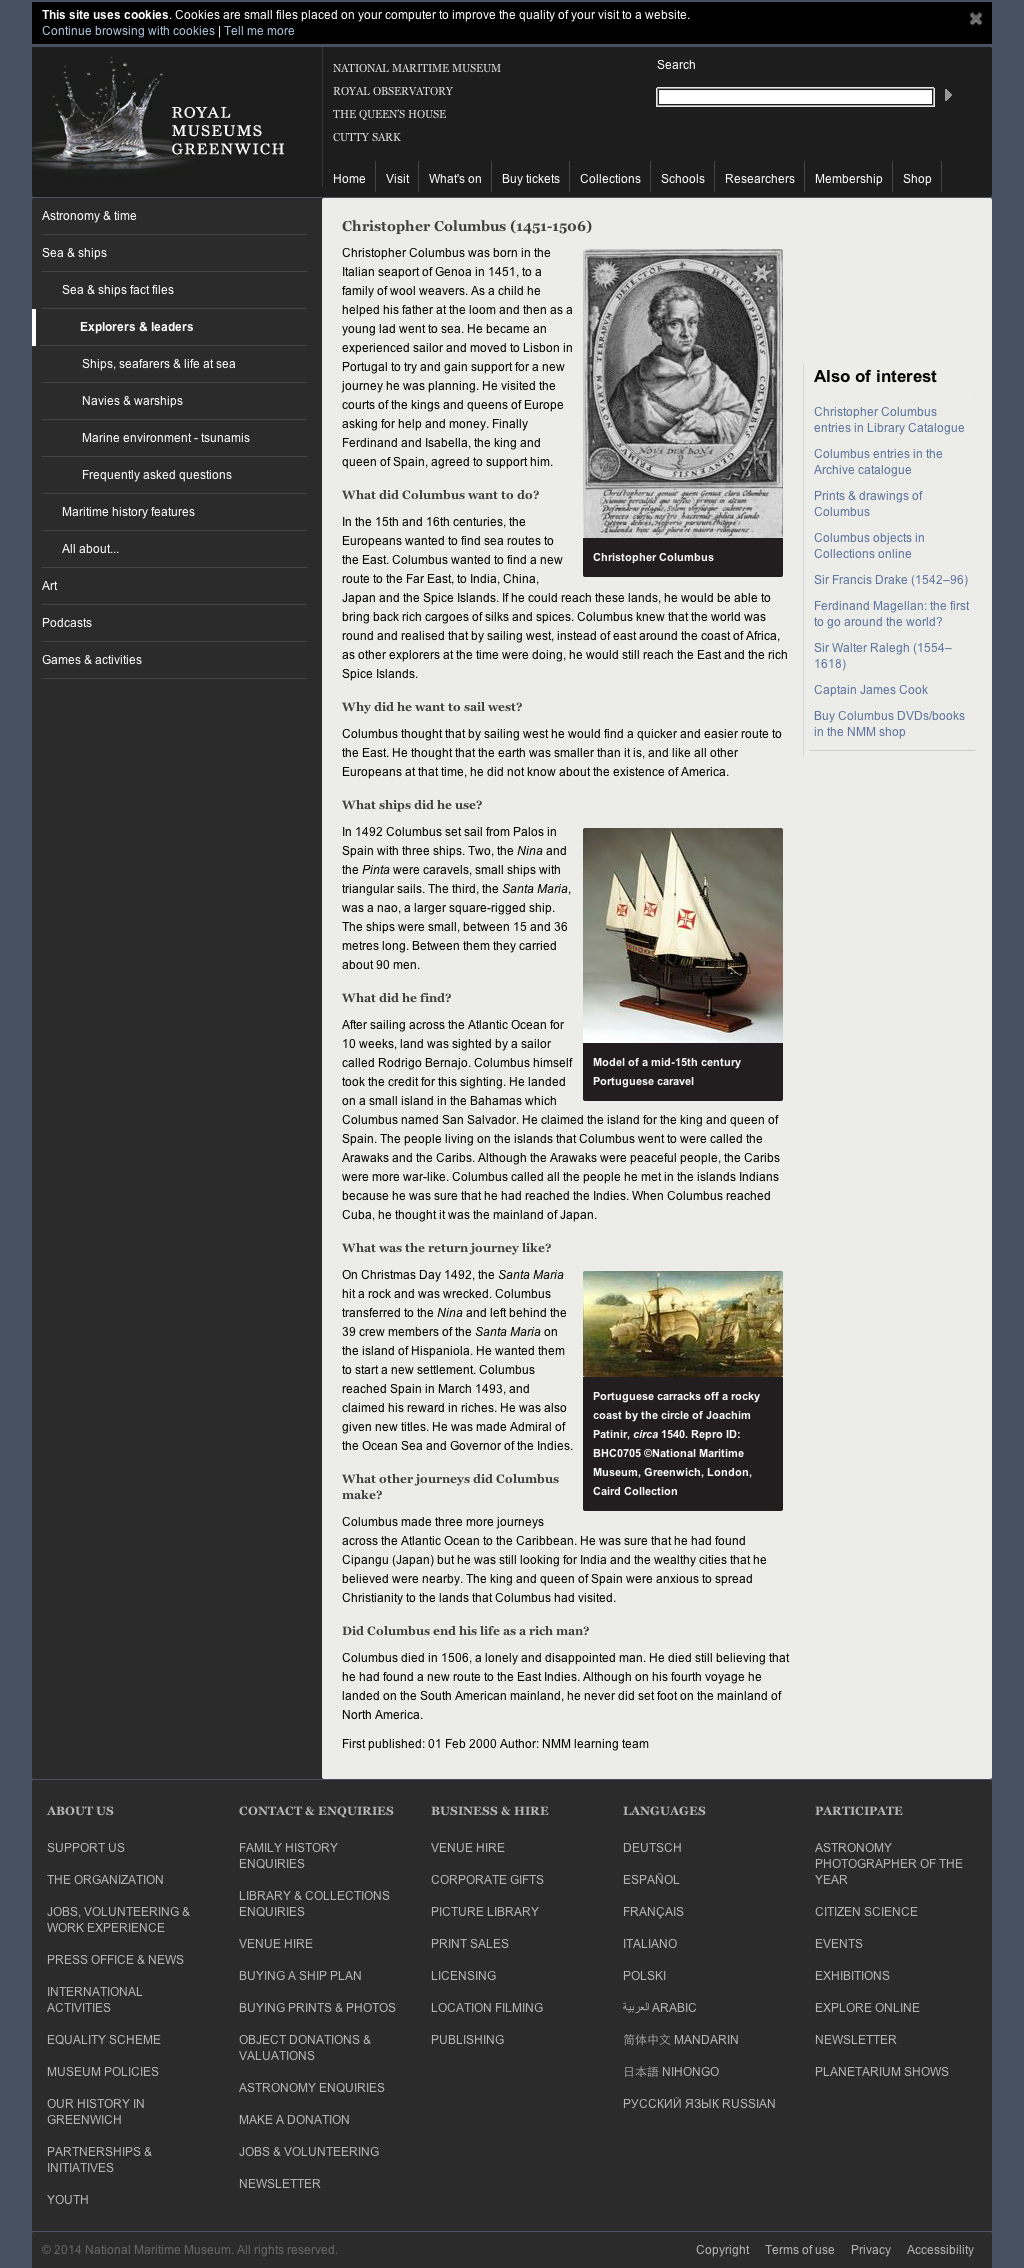 This site uses cookies. Cookies are small files placed on your computer to improve the quality of your visit to a website.
Continue browsing with cookies | Tell me more
ROYAL
MUSEUMS
GREENWICH
NATIONAL MARITIME MUSEUM
ROYAL OBSERVATORY
THE QUEEN'S HOUSE
CUTTY SARK
Search
Home
Visit
What's on
Buy tickets
Collections
Schools
Researchers
Membership
Shop
Astronomy & time
Sea & ships
Sea & ships fact files
Explorers & leaders
Ships, seafarers & life at sea
Navies & warships
Marine environment - tsunamis
Frequently asked questions
Maritime history features
All about...
Art
Podcasts
Games & activities
Christopher Columbus (1451-1506)
Christopher Columbus was born in the
Italian seaport of Genoa in 1451, to a
family of wool weavers. As a child he
helped his father at the loom and then as a
young lad went to sea. He became an
experienced sailor and moved to Lisbon in
Portugal to try and gain support for a new
journey he was planning. He visited the
courts of the kings and queens of Europe
asking for help and money. Finally
Ferdinand and Isabella, the king and
queen of Spain, agreed to support him.
Christopher Columbus
What did Columbus want to do?
In the 15th and 16th centuries, the
Europeans wanted to find sea routes to
the East. Columbus wanted to find a new
route to the Far East, to India, China,
Japan and the Spice Islands. If he could reach these lands, he would be able to
bring back rich cargoes of silks and spices. Columbus knew that the world was
round and realised that by sailing west, instead of east around the coast of Africa,
as other explorers at the time were doing, he would still reach the East and the rich
Spice Islands.
Why did he want to sail west?
Columbus thought that by sailing west he would find a quicker and easier route to
the East. He thought that the earth was smaller than it is, and like all other
Europeans at that time, he did not know about the existence of America.
What ships did he use?
In 1492 Columbus set sail from Palos in
Spain with three ships. Two, the Nina and
the Pinta were caravels, small ships with
triangular sails. The third, the Santa Maria,
was a nao, a larger square-rigged ship.
The ships were small, between 15 and 36
metres long. Between them they carried
about 90 men.
Model of a mid-15th century
Portuguese caravel
What did he find?
After sailing across the Atlantic Ocean for
10 weeks, land was sighted by a sailor
called Rodrigo Bernajo. Columbus himself
took the credit for this sighting. He landed
on a small island in the Bahamas which
Columbus named San Salvador. He claimed the island for the king and queen of
Spain. The people living on the islands that Columbus went to were called the
Arawaks and the Caribs. Although the Arawaks were peaceful people, the Caribs
were more war-like. Columbus called all the people he met in the islands Indians
because he was sure that he had reached the Indies. When Columbus reached
Cuba, he thought it was the mainland of Japan.
What was the return journey like?
On Christmas Day 1492, the Santa Maria
hit a rock and was wrecked. Columbus
transferred to the Nina and left behind the
39 crew members of the Santa Maria on
the island of Hispaniola. He wanted them
to start a new settlement. Columbus
reached Spain in March 1493, and
claimed his reward in riches. He was also
given new titles. He was made Admiral of
the Ocean Sea and Governor of the Indies.
Portuguese carracks off a rocky
coast by the circle of Joachim
Patinir, circa 1540. Repro ID:
BHC0705 ©National Maritime
Museum, Greenwich, London,
Caird Collection
What other journeys did Columbus
make?
Columbus made three more journeys
across the Atlantic Ocean to the Caribbean. He was sure that he had found
Cipangu (Japan) but he was still looking for India and the wealthy cities that he
believed were nearby. The king and queen of Spain were anxious to spread
Christianity to the lands that Columbus had visited.
Did Columbus end his life as a rich man?
Columbus died in 1506, a lonely and disappointed man. He died still believing that
he had found a new route to the East Indies. Although on his fourth voyage he
landed on the South American mainland, he never did set foot on the mainland of
North America.
First published: 01 Feb 2000 Author: NMM learning team
Also of interest
Christopher Columbus
entries in Library Catalogue
Columbus entries in the
Archive catalogue
Prints & drawings of
Columbus
Columbus objects in
Collections online
Sir Francis Drake (1542–96)
Ferdinand Magellan: the first
to go around the world?
Sir Walter Ralegh (1554–
1618)
Captain James Cook
Buy Columbus DVDs/books
in the NMM shop
ABOUT US
SUPPORT US
THE ORGANIZATION
JOBS, VOLUNTEERING &
WORK EXPERIENCE
PRESS OFFICE & NEWS
INTERNATIONAL
ACTIVITIES
EQUALITY SCHEME
MUSEUM POLICIES
OUR HISTORY IN
GREENWICH
PARTNERSHIPS &
INITIATIVES
YOUTH
CONTACT & ENQUIRIES
FAMILY HISTORY
ENQUIRIES
LIBRARY & COLLECTIONS
ENQUIRIES
VENUE HIRE
BUYING A SHIP PLAN
BUYING PRINTS & PHOTOS
OBJECT DONATIONS &
VALUATIONS
ASTRONOMY ENQUIRIES
MAKE A DONATION
JOBS & VOLUNTEERING
NEWSLETTER
BUSINESS & HIRE
VENUE HIRE
CORPORATE GIFTS
PICTURE LIBRARY
PRINT SALES
LICENSING
LOCATION FILMING
PUBLISHING
LANGUAGES
DEUTSCH
ESPAÑOL
FRANÇAIS
ITALIANO
POLSKI
العربية ARABIC
简体中文 MANDARIN
日本語 NIHONGO
РУССКИЙ ЯЗЫК RUSSIAN
PARTICIPATE
ASTRONOMY
PHOTOGRAPHER OF THE
YEAR
CITIZEN SCIENCE
EVENTS
EXHIBITIONS
EXPLORE ONLINE
NEWSLETTER
PLANETARIUM SHOWS
© 2014 National Maritime Museum. All rights reserved.
Copyright
Terms of use
Privacy
Accessibility